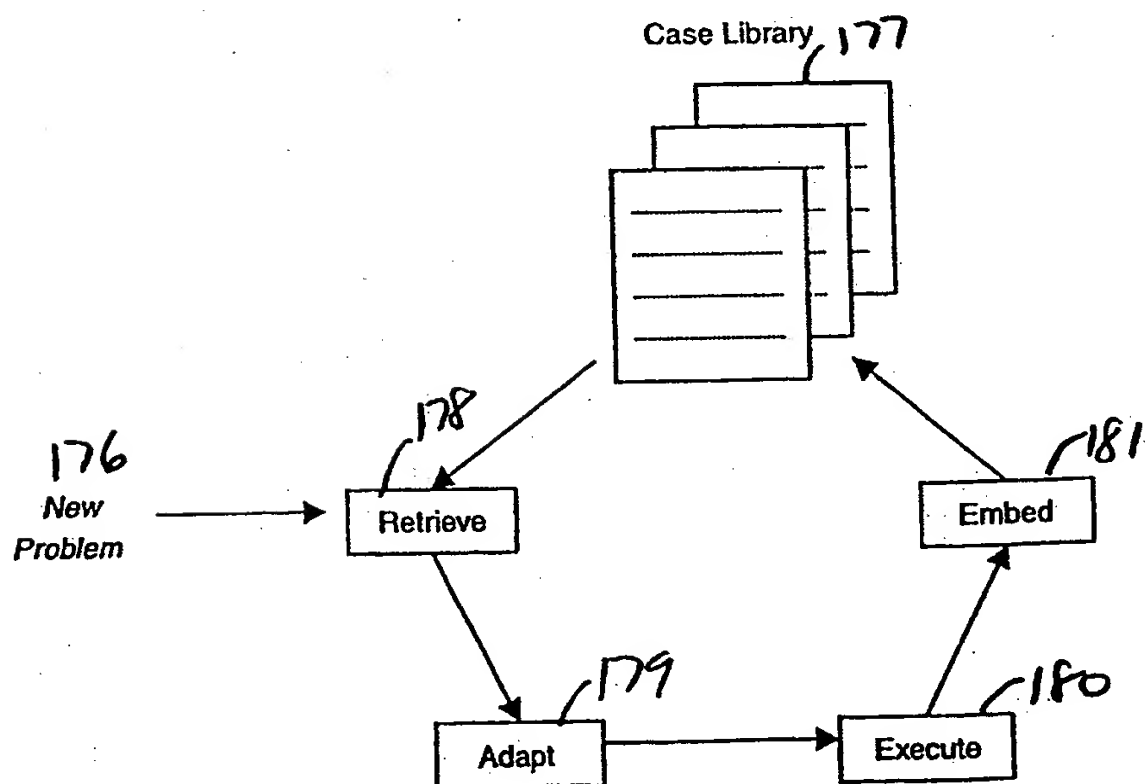 Case Library 177
178
176
New
Problem
Retrieve
181
Embed
179
Adapt
180
Execute